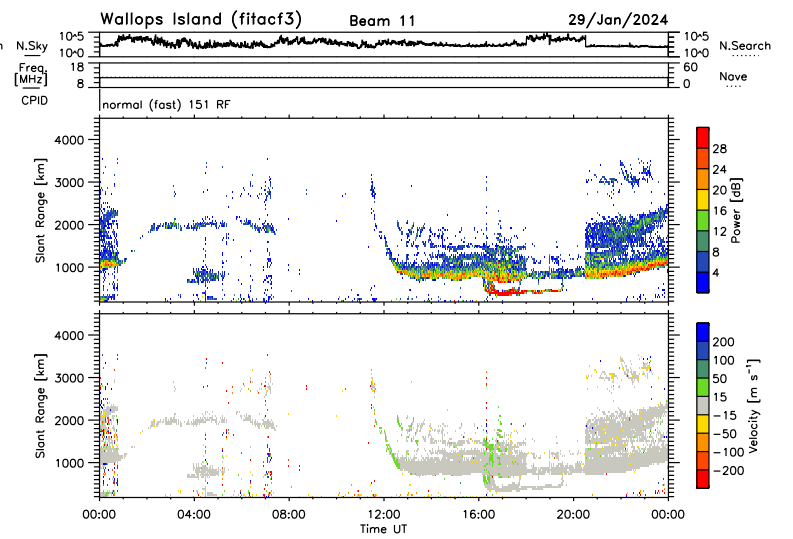 Wallops Island (fitacf3) Beam 11 29/Jan/2024
n N.Sky 10^5 10^0 10^5 10^0 N.Search
Freq. [MHz] 18 8 60 0 Nave
CPID normal (fast) 151 RF
Slant Range [km]
4000
3000
2000
1000
28
24
20
16
12
8
4
Power [dB]
Slant Range [km]
4000
3000
2000
1000
200
100
50
15
-15
-50
-100
-200
Velocity [m s⁻¹]
00:00 04:00 08:00 12:00 16:00 20:00 00:00
Time UT